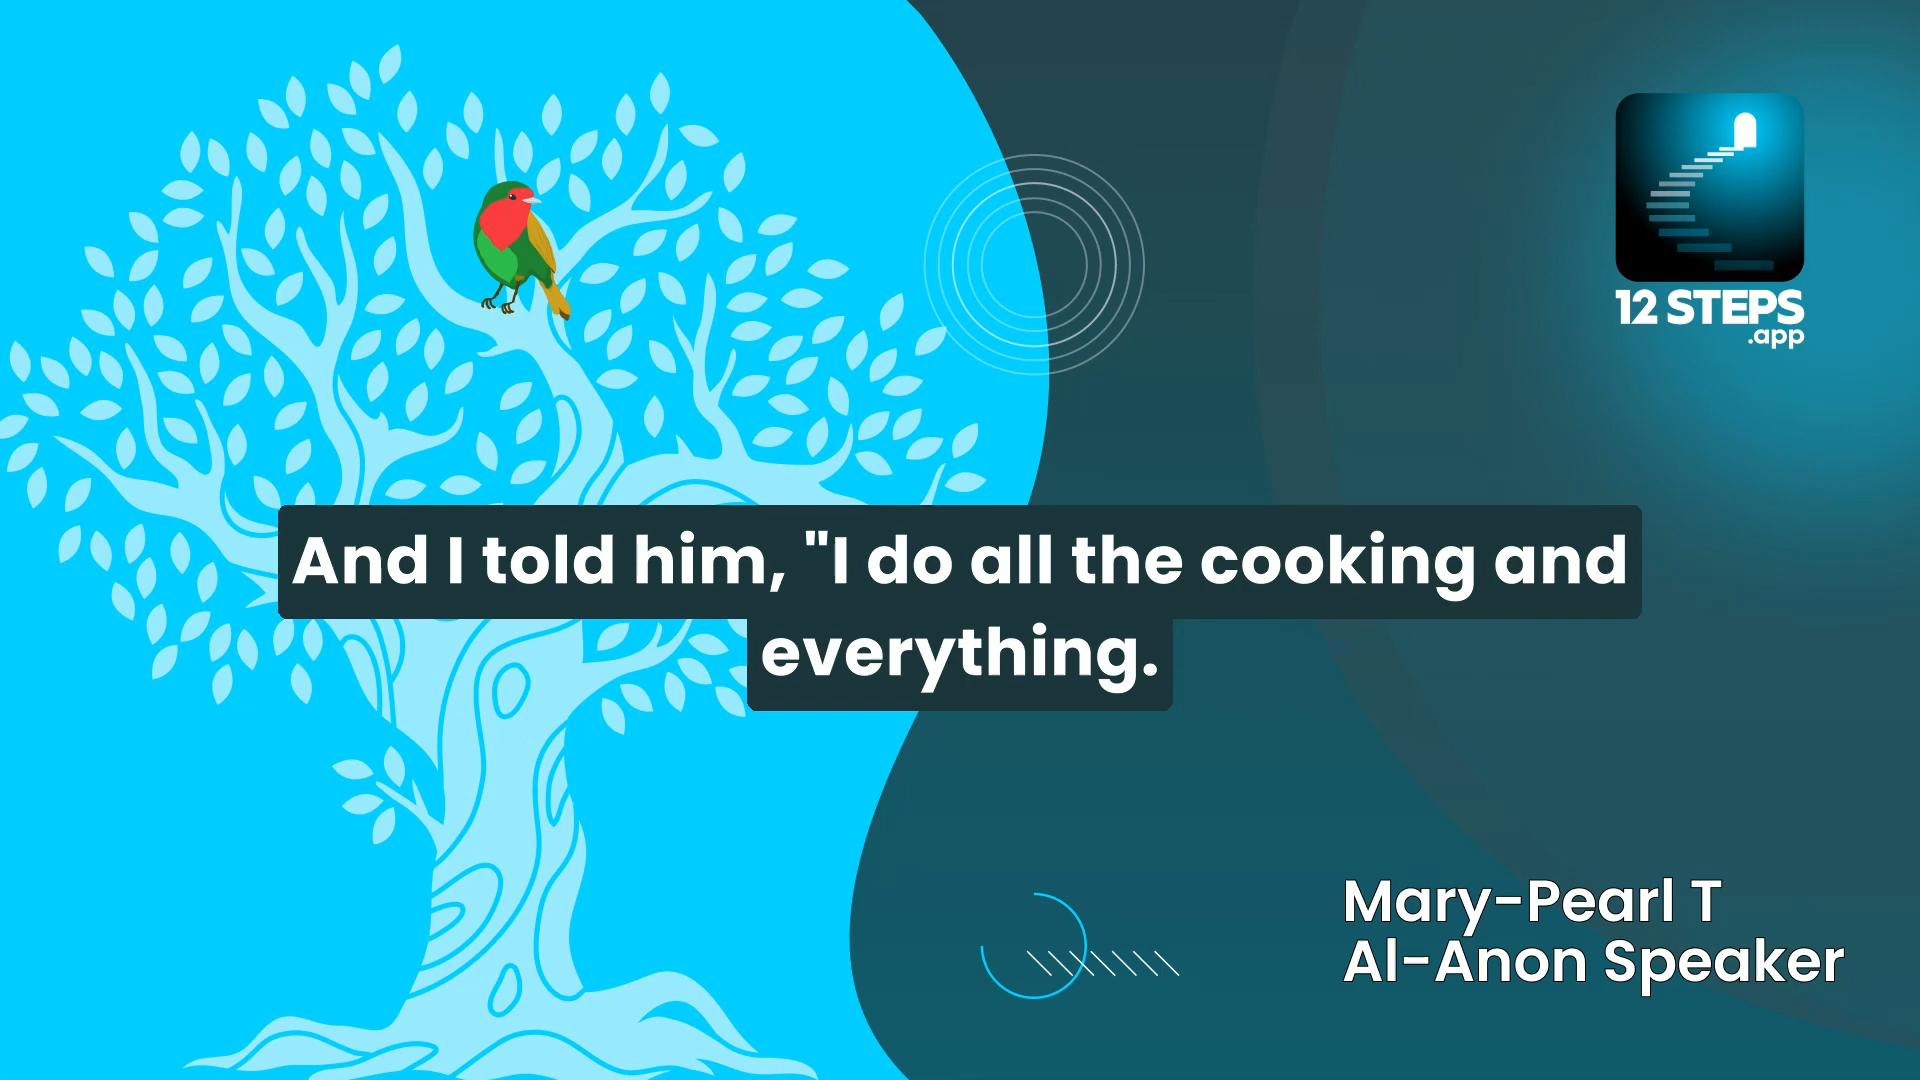 12 STEPS
.app
And I told him, "I do all the cooking and
everything.
Mary-Pearl T
Al-Anon Speaker